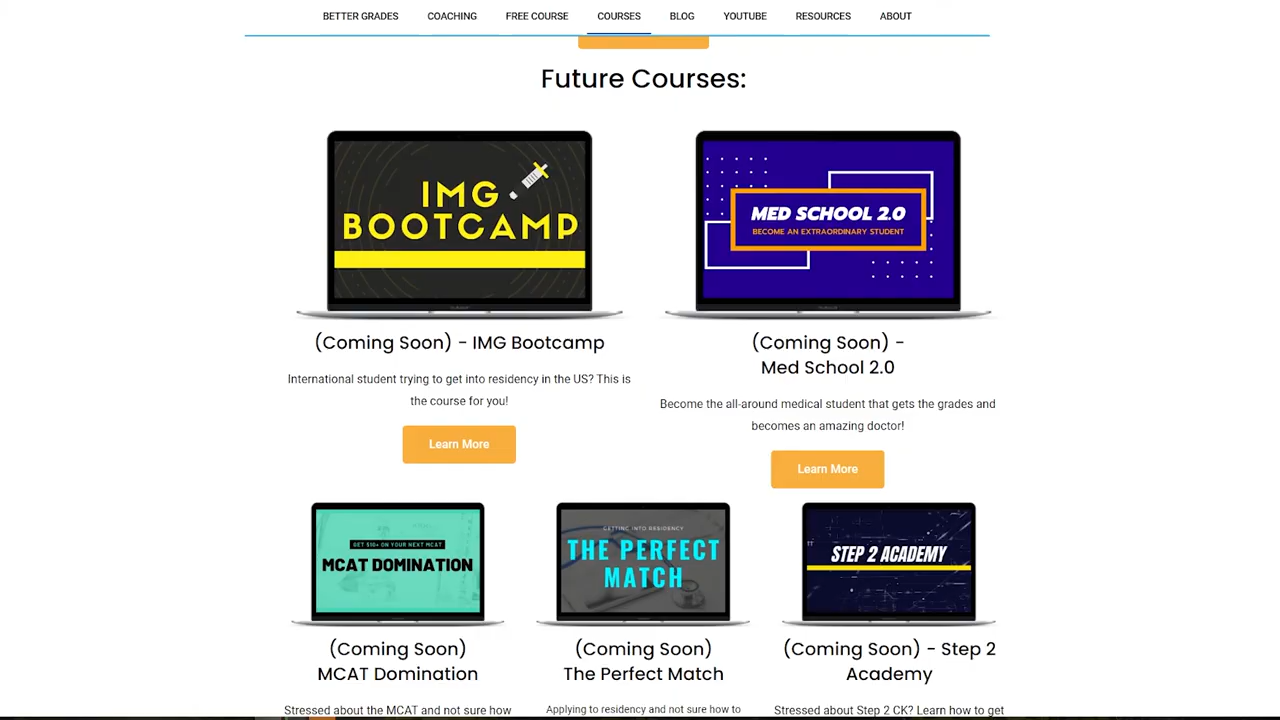 BETTER GRADES COACHING FREE COURSE COURSES BLOG YOUTUBE RESOURCES ABOUT
Future Courses:
IMG
BOOTCAMP
MED SCHOOL 2.0
BECOME AN EXTRAORDINARY STUDENT
(Coming Soon) - IMG Bootcamp
International student trying to get into residency in the US? This is
the course for you!
Learn More
(Coming Soon) -
Med School 2.0
Become the all-around medical student that gets the grades and
becomes an amazing doctor!
Learn More
GET 510+ ON YOUR NEXT MCAT
MCAT DOMINATION
GETTING INTO RESIDENCY
THE PERFECT
MATCH
STEP 2 ACADEMY
(Coming Soon)
MCAT Domination
(Coming Soon)
The Perfect Match
(Coming Soon) - Step 2
Academy
Stressed about the MCAT and not sure how
Applying to residency and not sure how to
Stressed about Step 2 CK? Learn how to get